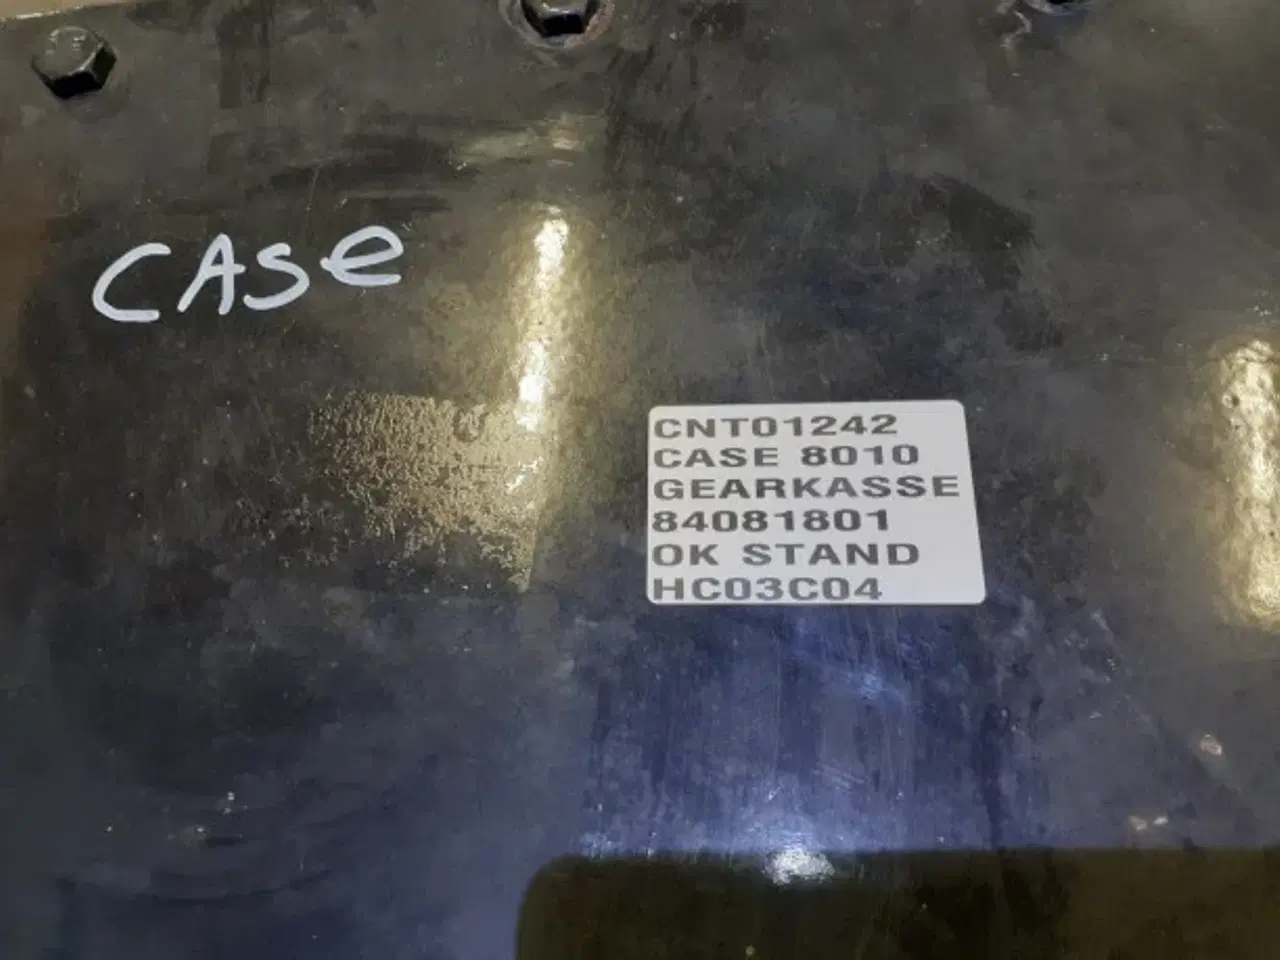 CASe
CNT01242
CASE 8010
GEARKASSE
84081801
OK STAND
HC03C04